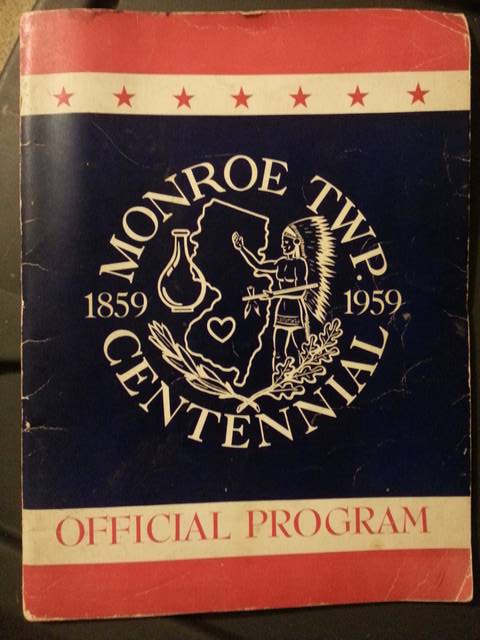 MONROE TWP.
1859 1959
CENTENNIAL
OFFICIAL PROGRAM